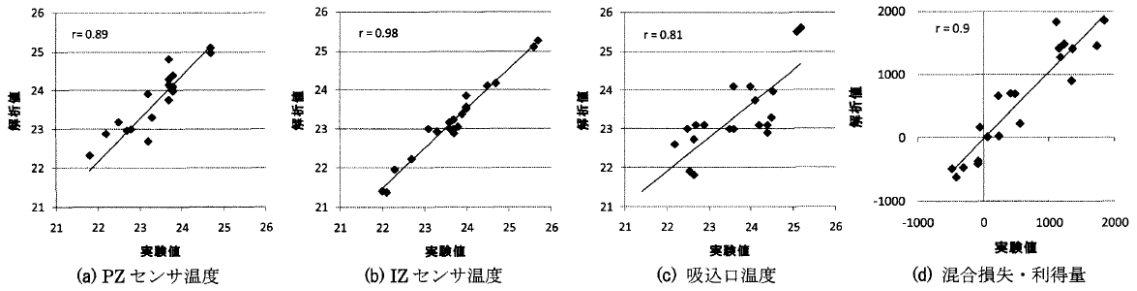 26
25
24
23
22
21
解析値
r = 0.89
21 22 23 24 25 26
実験値
(a) PZ センサ温度
26
25
24
23
22
21
解析値
r = 0.98
21 22 23 24 25 26
実験値
(b) IZ センサ温度
26
25
24
23
22
21
解析値
r = 0.81
21 22 23 24 25 26
実験値
(c) 吸込口温度
2000
1000
0
-1000
解析値
r = 0.9
-1000 0 1000 2000
実験値
(d) 混合損失・利得量